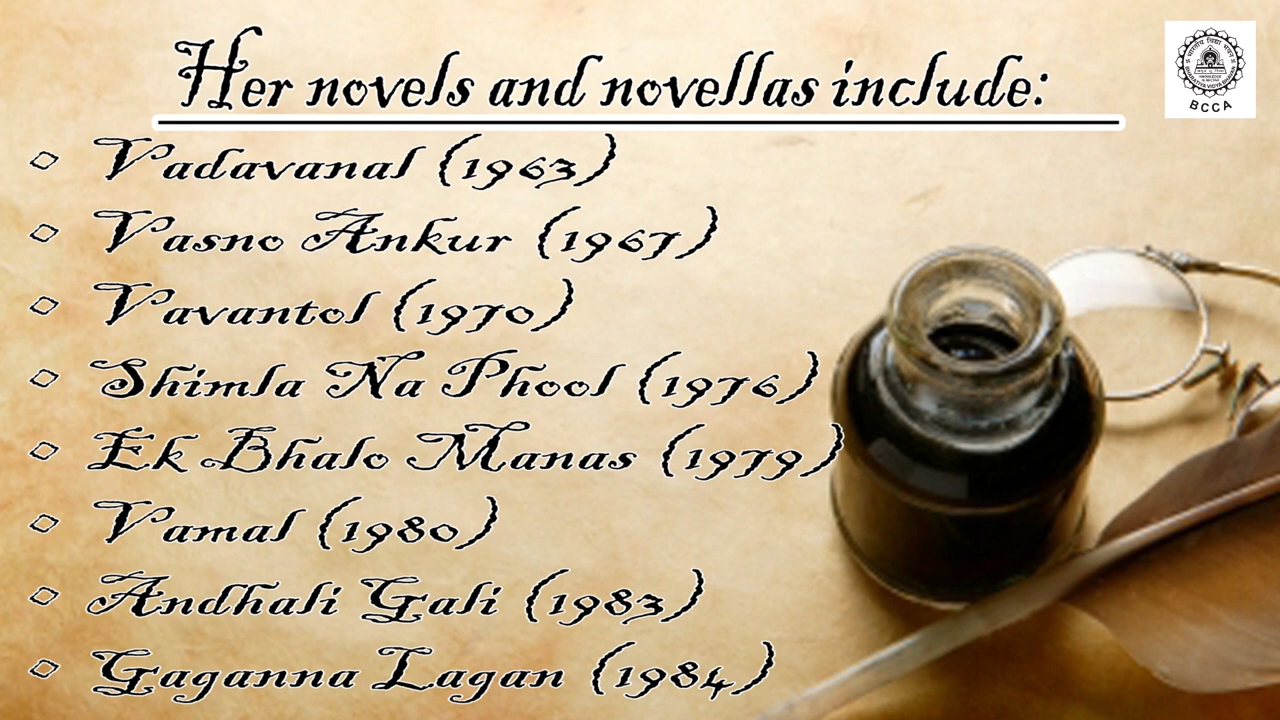 Her novels and novellas include:
Vadavanal (1963)
Vasno Ankur (1967)
Vavantol (1970)
Shimla Na Phool (1976)
Ek Bhalo Manas (1979)
Vamal (1980)
Andhali Gali (1983)
Gaganna Lagan (1984)
BCCA